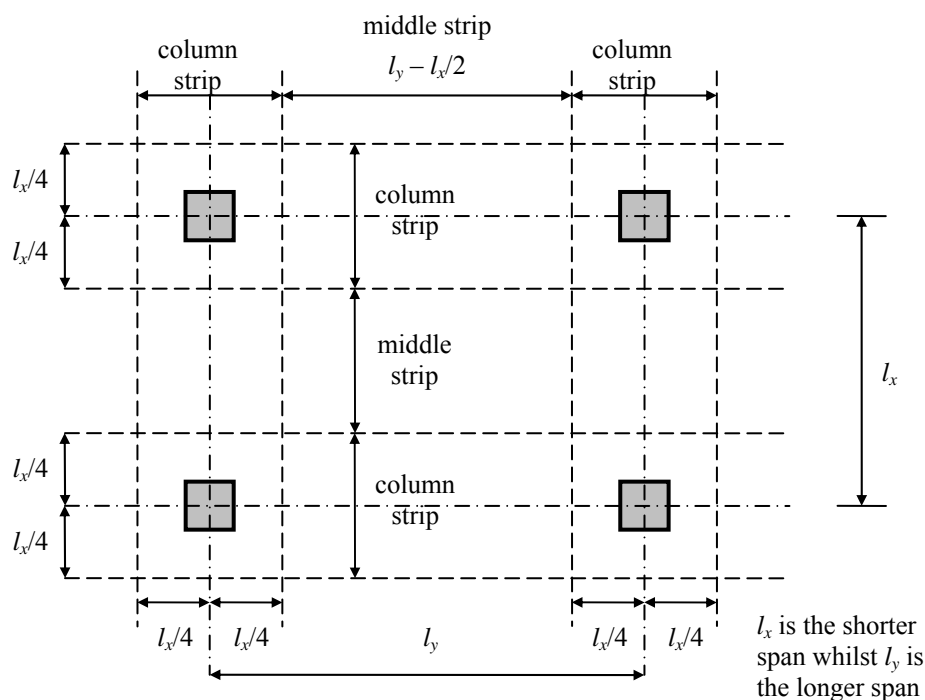 middle strip
l_y – l_x/2
column
strip
column
strip
l_x/4
l_x/4
column
strip
middle
strip
l_x
l_x/4
l_x/4
column
strip
l_x/4
l_x/4
l_y
l_x/4
l_x/4
l_x is the shorter
span whilst l_y is
the longer span